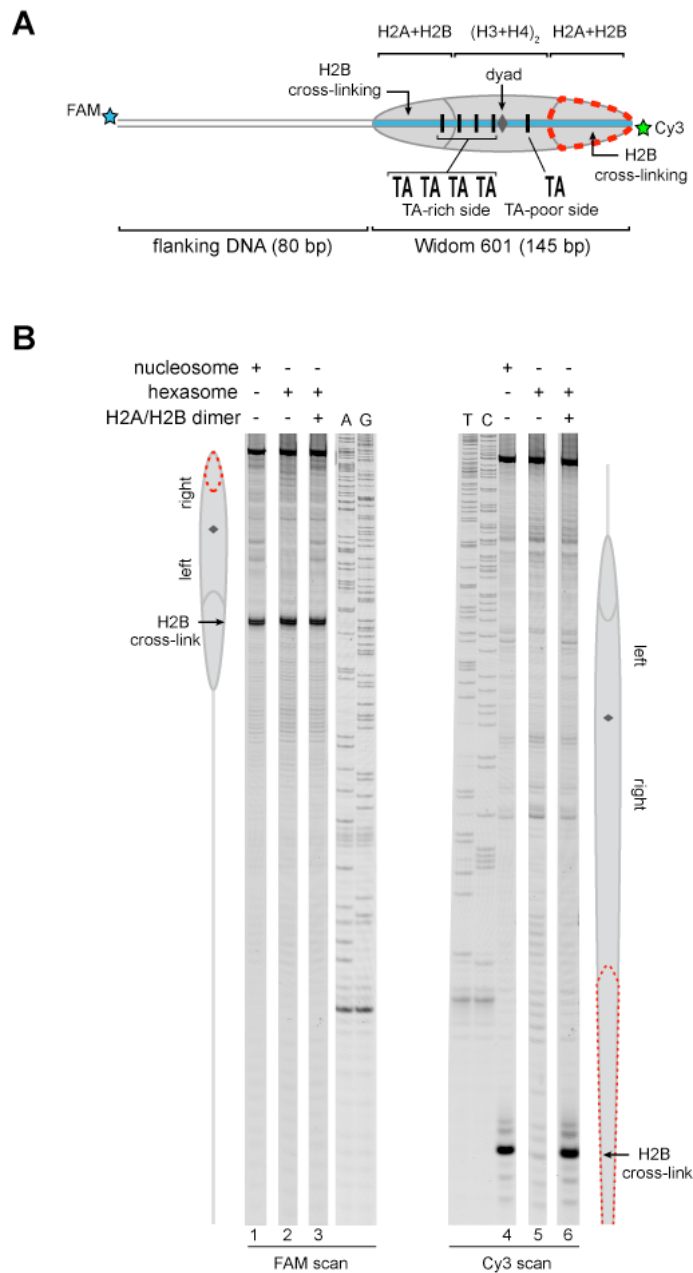 A
H2A+H2B (H3+H4)2 H2A+H2B
H2B
cross-linking
dyad
FAM
Cy3
H2B
cross-linking
TA TA TA TA
TA
TA-rich side TA-poor side
flanking DNA (80 bp) Widom 601 (145 bp)
B
nucleosome + - - + - -
hexasome - + + - + +
H2A/H2B dimer - - + A G T C - - +
right
left
H2B
cross-link
left
right
H2B
cross-link
1 2 3 4 5 6
FAM scan Cy3 scan